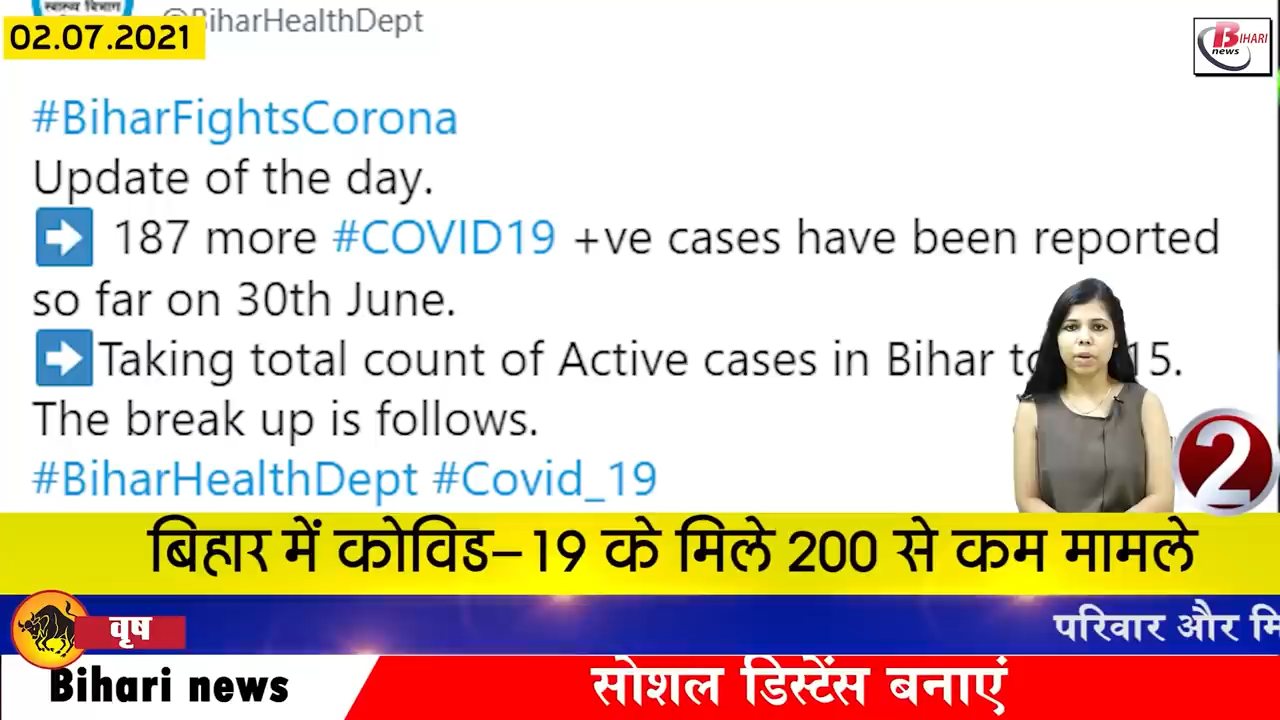 स्वास्थ्य विभाग
@BiharHealthDept
02.07.2021
BIHARI
news
#BiharFightsCorona
Update of the day.
➡ 187 more #COVID19 +ve cases have been reported
so far on 30th June.
➡Taking total count of Active cases in Bihar to 15.
The break up is follows.
#BiharHealthDept #Covid_19
2
बिहार में कोविड-19 के मिले 200 से कम मामले
वृष
परिवार और मि
Bihari news
सोशल डिस्टेंस बनाएं